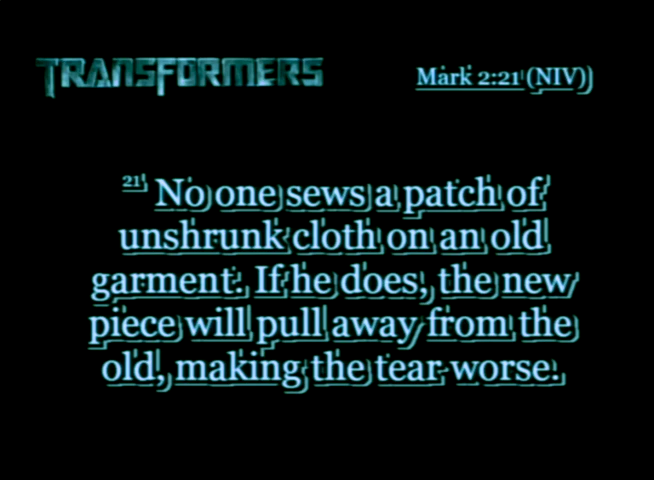 TRANSFORMERS
Mark 2:21 (NIV)
21 No one sews a patch of
unshrunk cloth on an old
garment. If he does, the new
piece will pull away from the
old, making the tear worse.